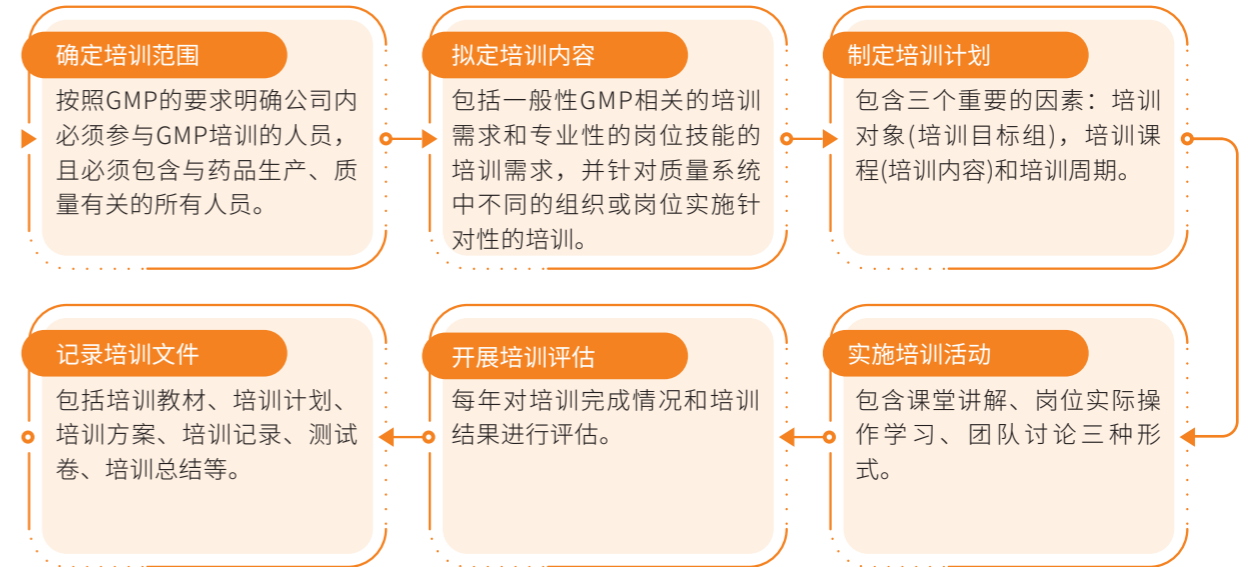 确定培训范围
按照GMP的要求明确公司内
必须参与GMP培训的人员，
且必须包含与药品生产、质
量有关的所有人员。
拟定培训内容
包括一般性GMP相关的培训
需求和专业性的岗位技能的
培训需求，并针对质量系统
中不同的组织或岗位实施针
对性的培训。
制定培训计划
包含三个重要的因素：培训
对象(培训目标组)，培训课
程(培训内容)和培训周期。
实施培训活动
包含课堂讲解、岗位实际操
作学习、团队讨论三种形
式。
开展培训评估
每年对培训完成情况和培训
结果进行评估。
记录培训文件
包括培训教材、培训计划、
培训方案、培训记录、测试
卷、培训总结等。